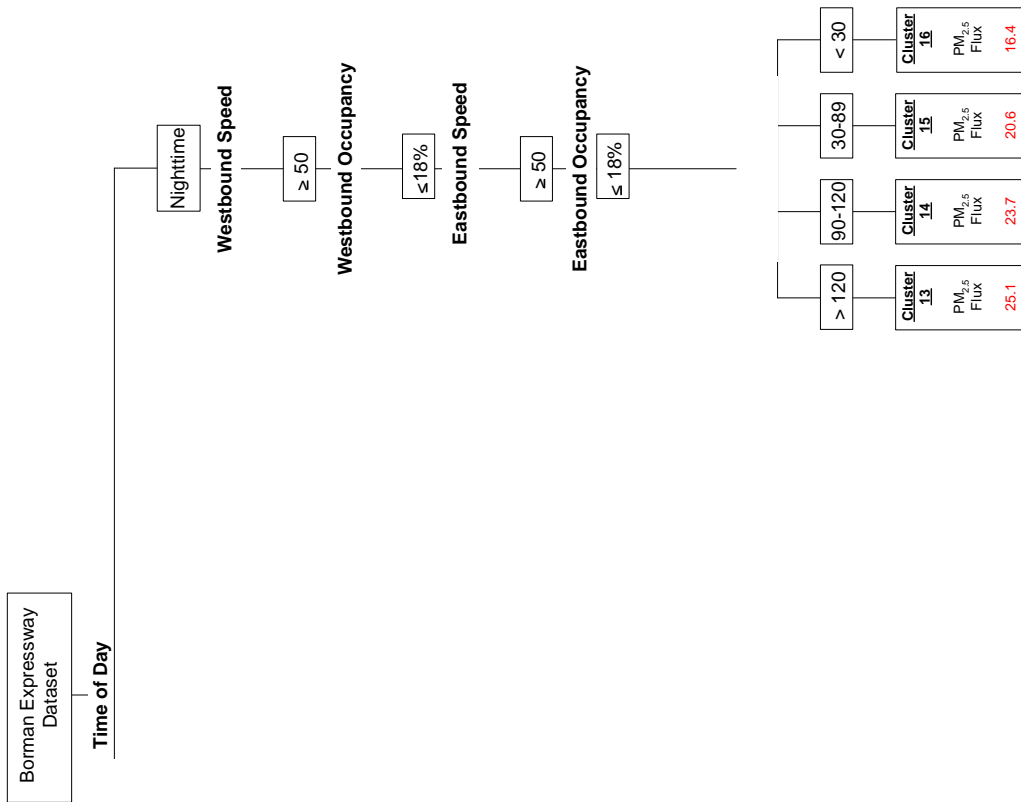 Borman Expressway
Dataset
Time of Day
Nighttime
Westbound Speed
≥ 50
Westbound Occupancy
≤18%
Eastbound Speed
≥ 50
Eastbound Occupancy
≤ 18%
> 120
90-120
30-89
< 30
Cluster
13
PM2.5
Flux
25.1
Cluster
14
PM2.5
Flux
23.7
Cluster
15
PM2.5
Flux
20.6
Cluster
16
PM2.5
Flux
16.4